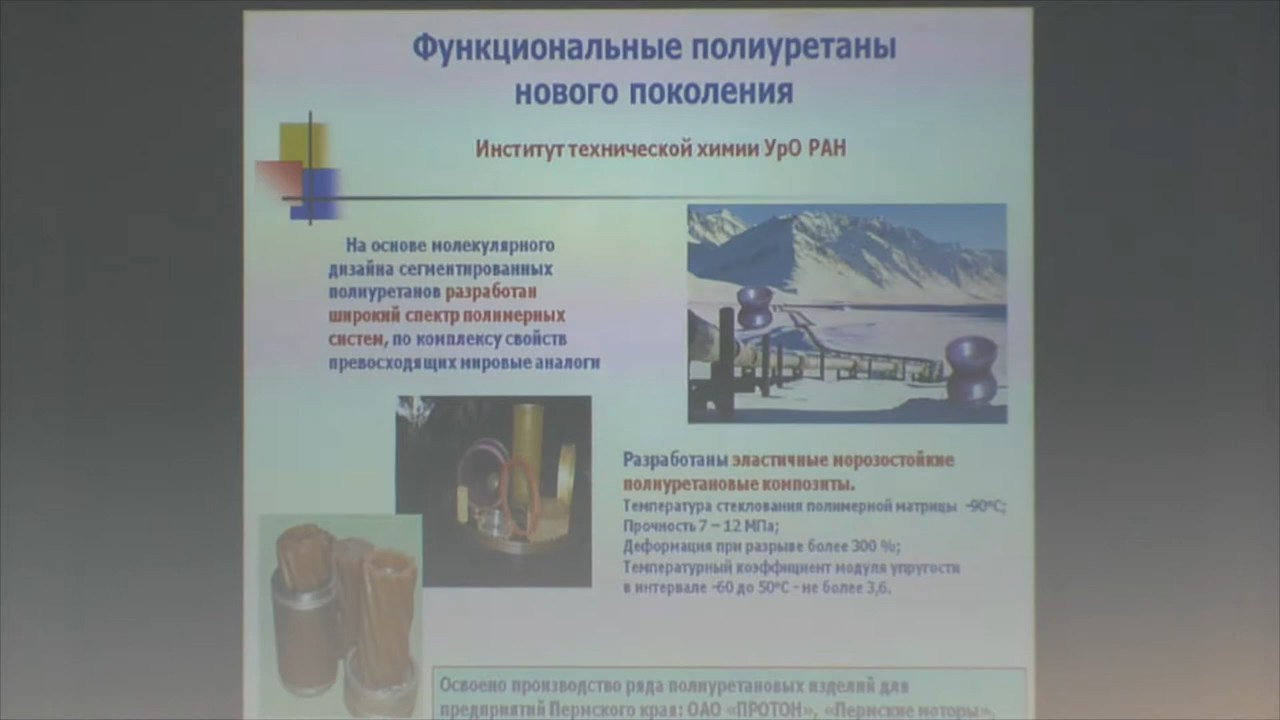 Функциональные полиуретаны
нового поколения
Институт технической химии УрО РАН
На основе молекулярного
дизайна сегментированных
полиуретанов разработан
широкий спектр полимерных
систем, по комплексу свойств
превосходящих мировые аналоги
Разработаны эластичные морозостойкие
полиуретановые композиты.
Температура стеклования полимерной матрицы -90ºС;
Прочность 7 – 12 МПа;
Деформация при разрыве более 300 %;
Температурный коэффициент модуля упругости
в интервале -60 до 50ºС - не более 3,6.
Освоено производство ряда полиуретановых изделий для
предприятий Пермского края: ОАО «ПРОТОН», «Пермские моторы»,